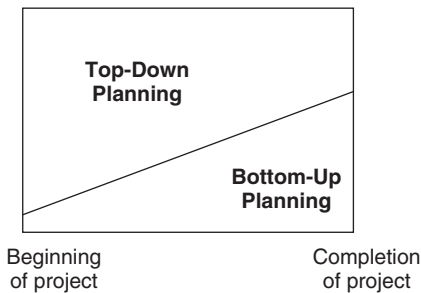 Top-Down
Planning
Bottom-Up
Planning
Beginning
of project
Completion
of project